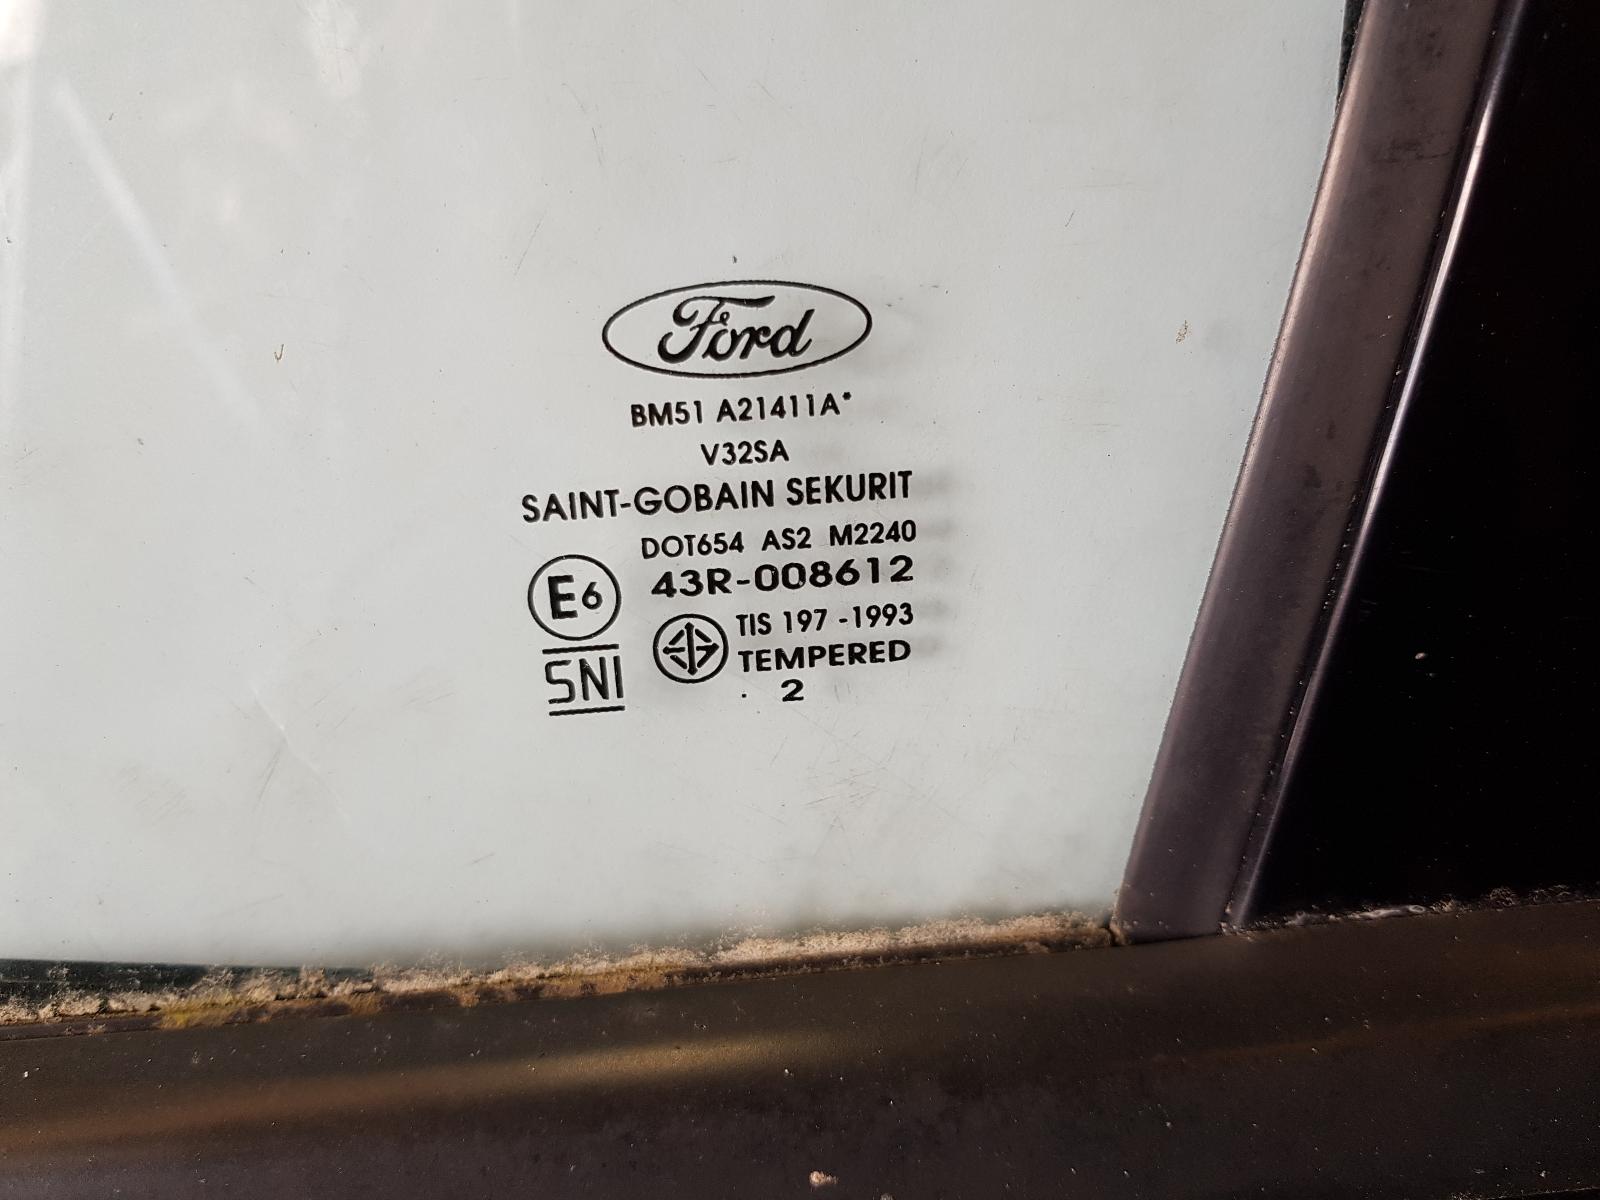 Ford
BM51 A21411A*
V32SA
SAINT-GOBAIN SEKURIT
DOT654 AS2 M2240
E6 43R-008612
TIS 197 -1993
SNI TEMPERED
. 2